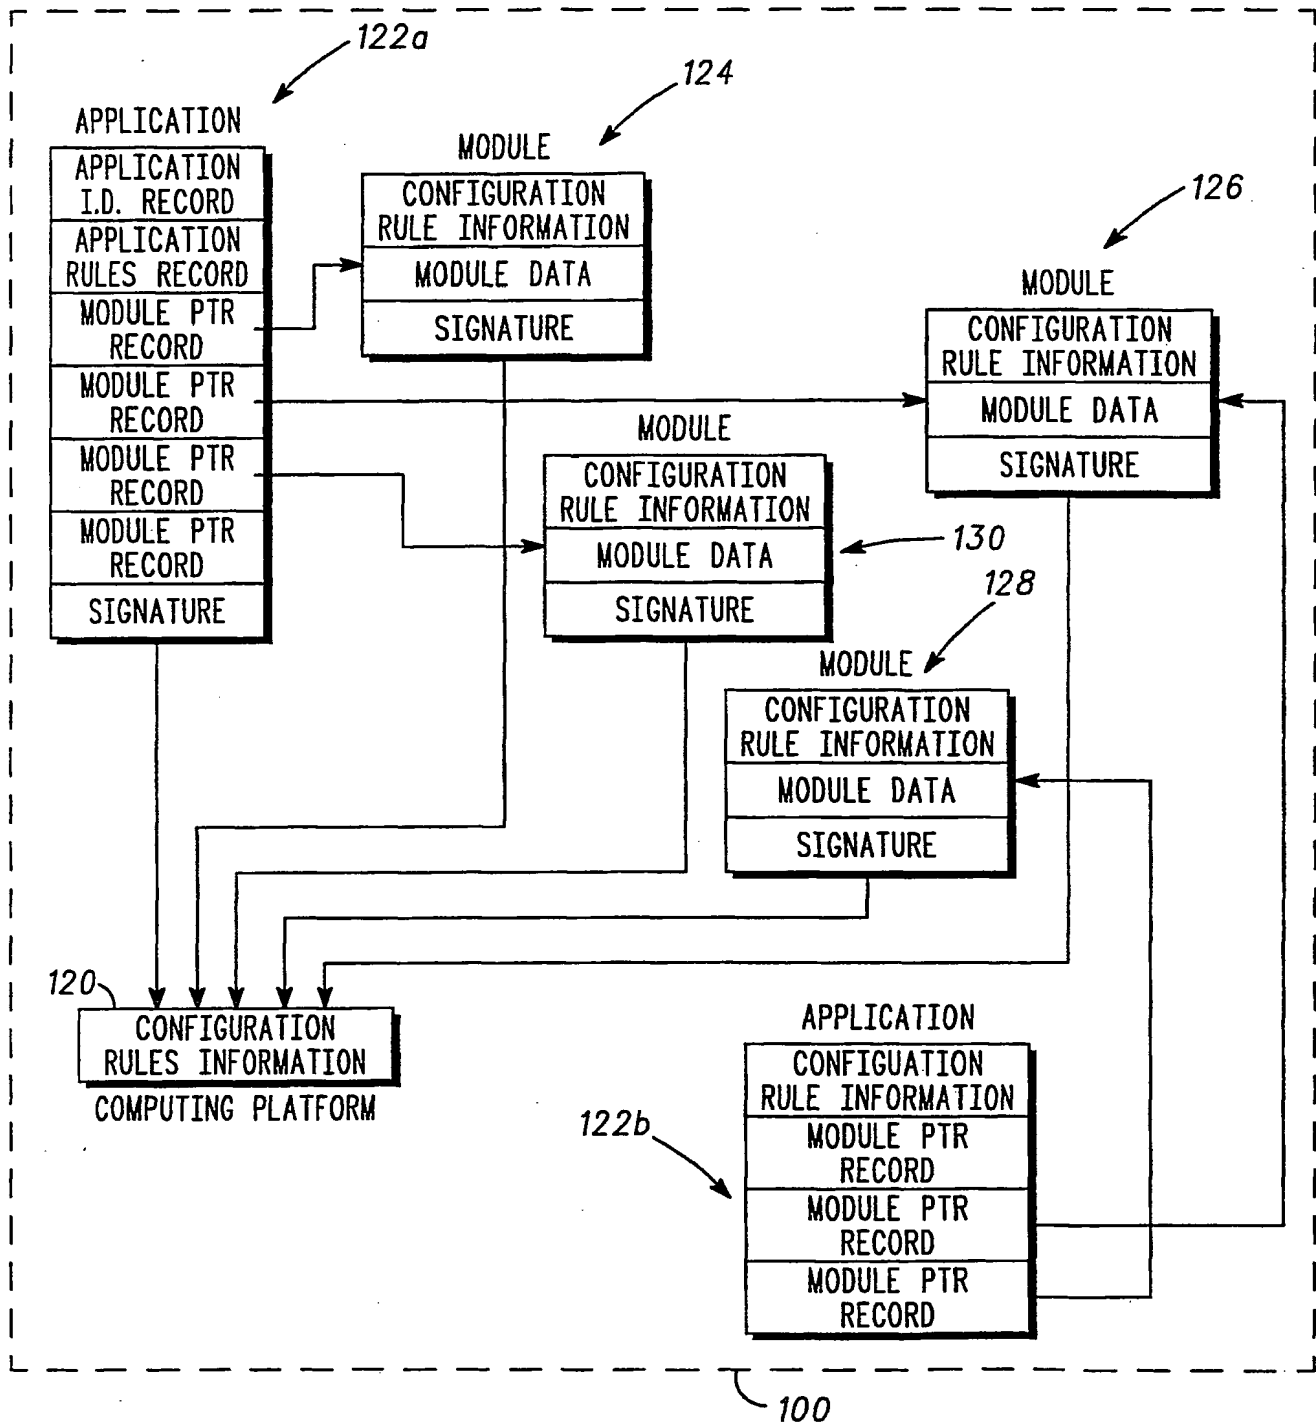 122a
APPLICATION
APPLICATION
I.D. RECORD
APPLICATION
RULES RECORD
MODULE PTR
RECORD
MODULE PTR
RECORD
MODULE PTR
RECORD
MODULE PTR
RECORD
SIGNATURE
124
MODULE
CONFIGURATION
RULE INFORMATION
MODULE DATA
SIGNATURE
126
MODULE
CONFIGURATION
RULE INFORMATION
MODULE DATA
SIGNATURE
MODULE
CONFIGURATION
RULE INFORMATION
MODULE DATA
SIGNATURE
130
128
MODULE
CONFIGURATION
RULE INFORMATION
MODULE DATA
SIGNATURE
120
CONFIGURATION
RULES INFORMATION
COMPUTING PLATFORM
APPLICATION
CONFIGUATION
RULE INFORMATION
MODULE PTR
RECORD
MODULE PTR
RECORD
MODULE PTR
RECORD
122b
100